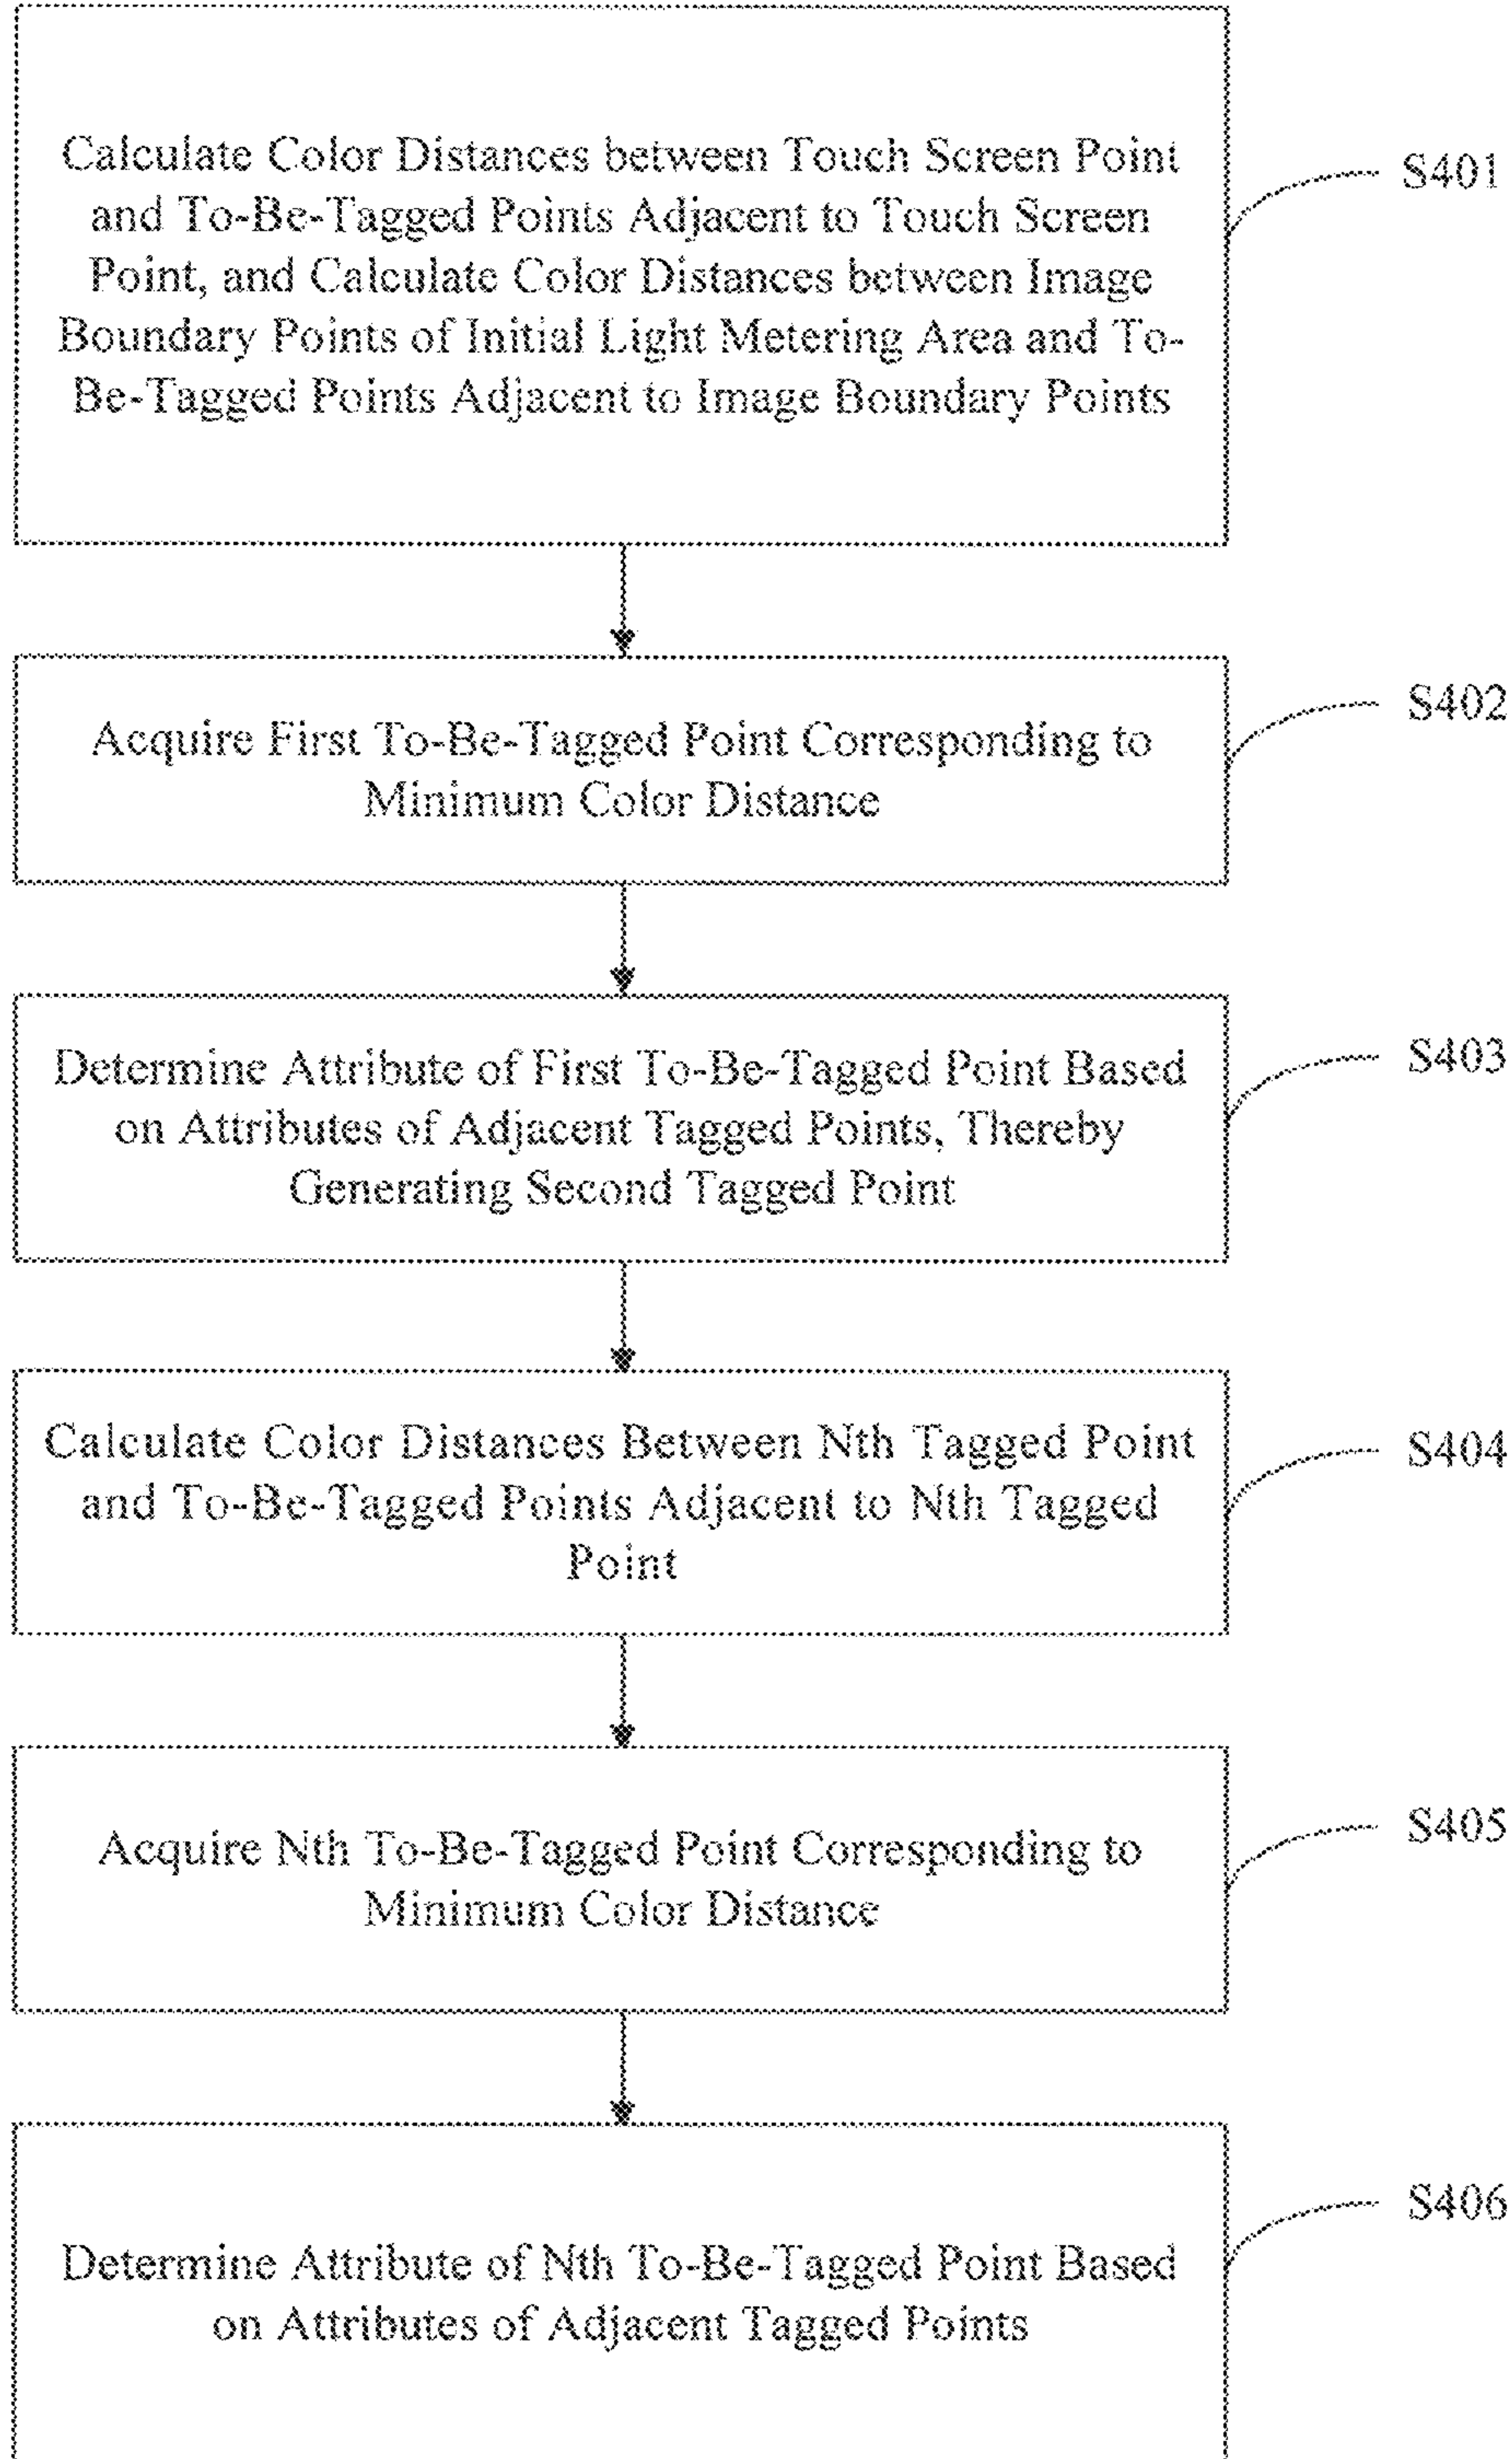 Calculate Color Distances between Touch Screen Point
and To-Be-Tagged Points Adjacent to Touch Screen
Point, and Calculate Color Distances between Image
Boundary Points of Initial Light Metering Area and To-
Be-Tagged Points Adjacent to Image Boundary Points
S401
Acquire First To-Be-Tagged Point Corresponding to
Minimum Color Distance
S402
Determine Attribute of First To-Be-Tagged Point Based
on Attributes of Adjacent Tagged Points, Thereby
Generating Second Tagged Point
S403
Calculate Color Distances Between Nth Tagged Point
and To-Be-Tagged Points Adjacent to Nth Tagged
Point
S404
Acquire Nth To-Be-Tagged Point Corresponding to
Minimum Color Distance
S405
Determine Attribute of Nth To-Be-Tagged Point Based
on Attributes of Adjacent Tagged Points
S406